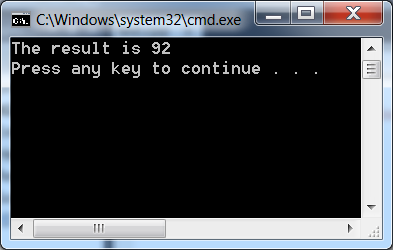 C:\Windows\system32\cmd.exe
The result is 92
Press any key to continue . . .